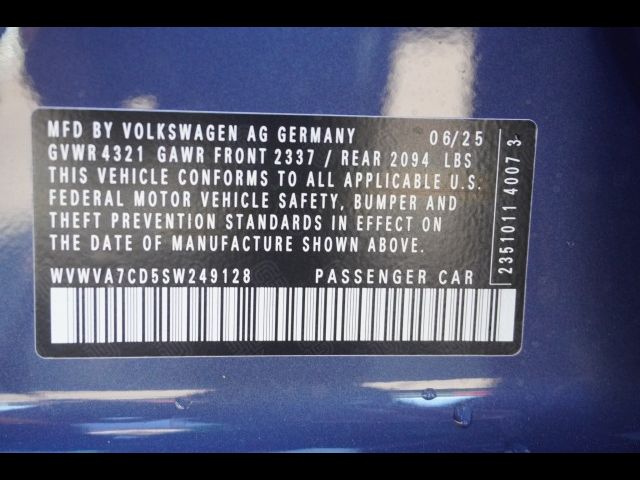 MFD BY VOLKSWAGEN AG GERMANY 06/25
GVWR 4321 GAWR FRONT 2337 / REAR 2094 LBS
THIS VEHICLE CONFORMS TO ALL APPLICABLE U.S.
FEDERAL MOTOR VEHICLE SAFETY, BUMPER AND
THEFT PREVENTION STANDARDS IN EFFECT ON
THE DATE OF MANUFACTURE SHOWN ABOVE.
WVWVA7CD5SW249128 PASSENGER CAR
2351011 4007 3